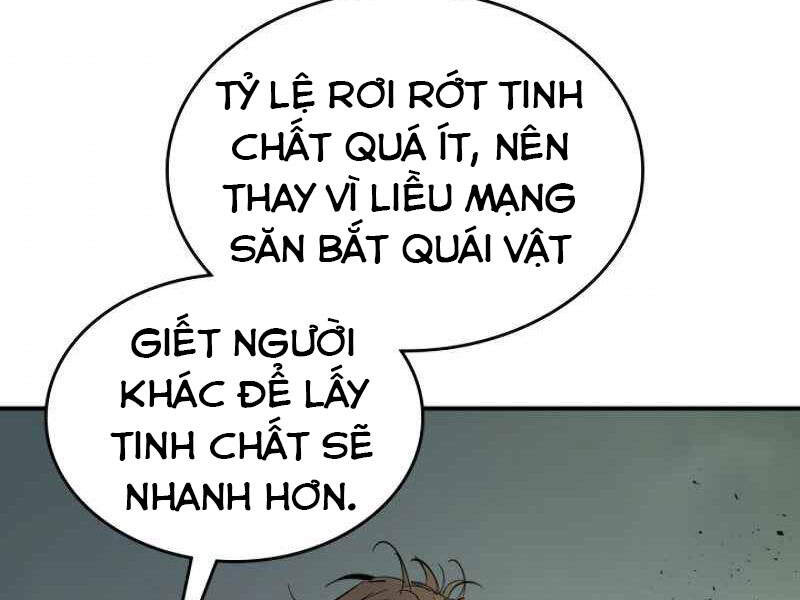 TỶ LỆ RƠI RỚT TINH
CHẤT QUÁ ÍT, NÊN
THAY VÌ LIỀU MẠNG
SĂN BẮT QUÁI VẬT
GIẾT NGƯỜI
KHÁC ĐỂ LẤY
TINH CHẤT SẼ
NHANH HƠN.